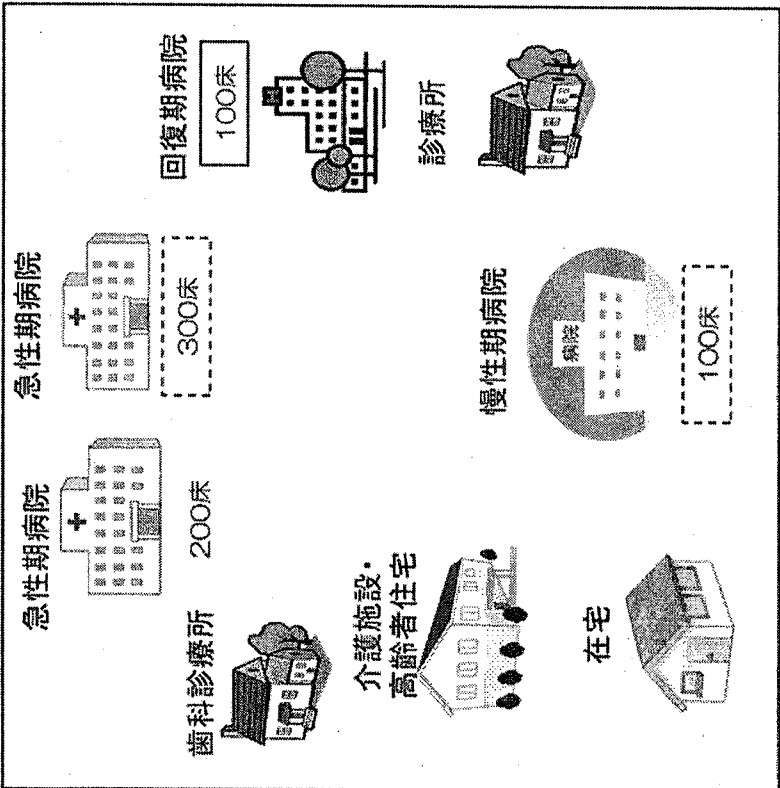 急性期病院
200床
急性期病院
300床
回復期病院
100床
歯科診療所
診療所
介護施設・
高齢者住宅
慢性期病院
病院
100床
在宅